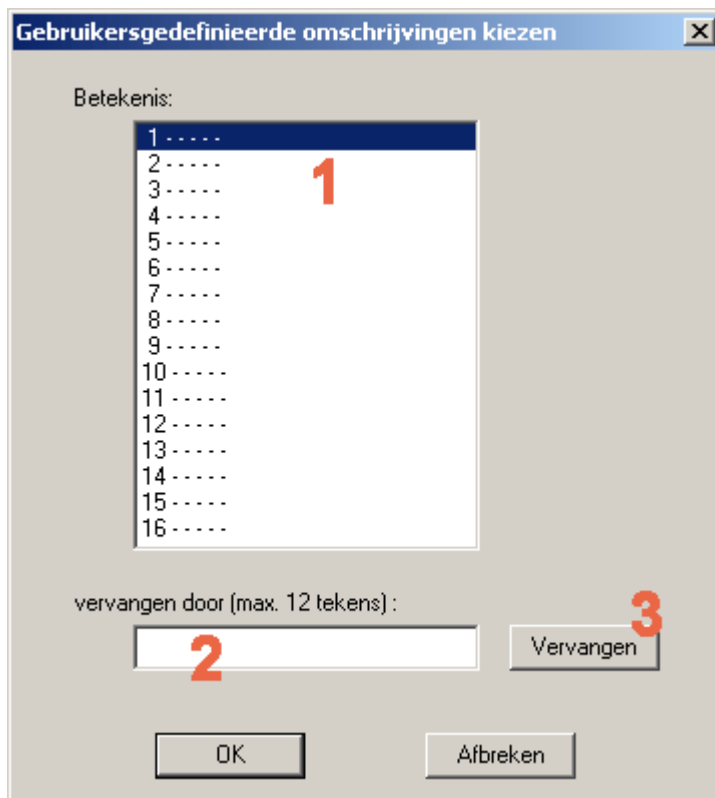 Gebruikersgedefinieerde omschrijvingen kiezen
Betekenis:
1 - - - - -
2 - - - - -
3 - - - - -
4 - - - - -
5 - - - - -
6 - - - - -
7 - - - - -
8 - - - - -
9 - - - - -
10 - - - - -
11 - - - - -
12 - - - - -
13 - - - - -
14 - - - - -
15 - - - - -
16 - - - - -
1
vervangen door (max. 12 tekens) :
2
Vervangen
3
OK
Afbreken